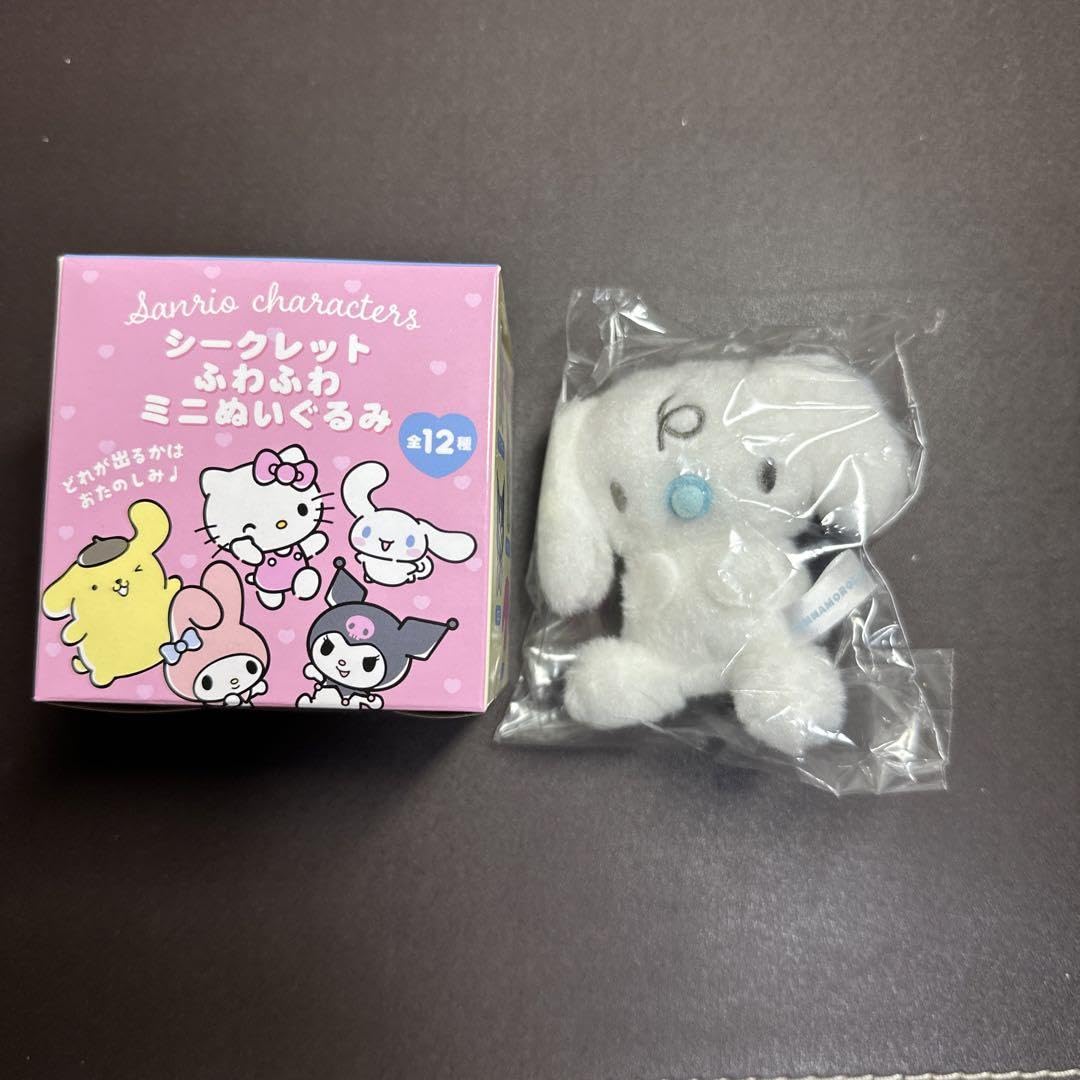 Sanrio characters
シークレット
ふわふわ
ミニぬいぐるみ
全12種
どれが出るかは
おたのしみ♩